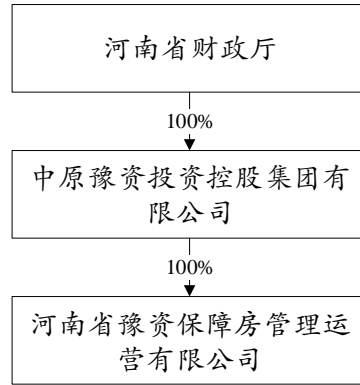 河南省财政厅
100%
中原豫资投资控股集团有
限公司
100%
河南省豫资保障房管理运
营有限公司